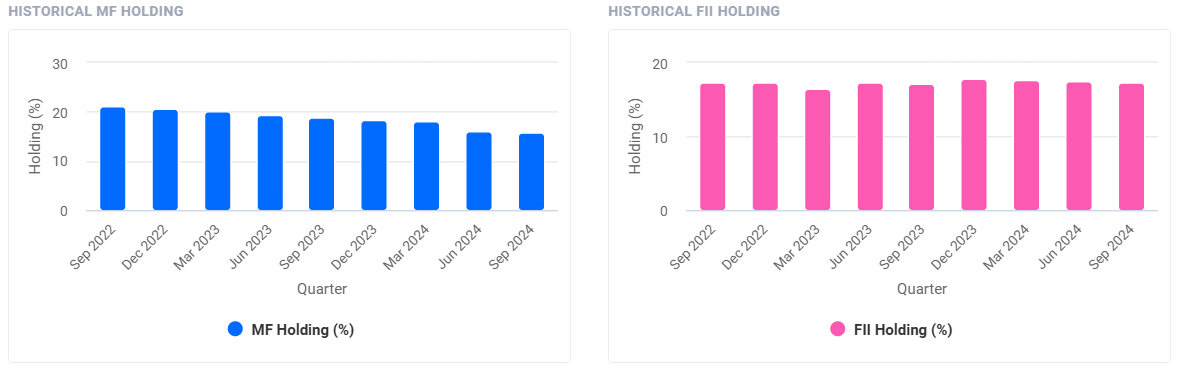 HISTORICAL MF HOLDING
30
20
10
0
Holding (%)
Sep 2022
Dec 2022
Mar 2023
Jun 2023
Sep 2023
Dec 2023
Mar 2024
Jun 2024
Sep 2024
Quarter
MF Holding (%)
HISTORICAL FII HOLDING
20
10
0
Holding (%)
Sep 2022
Dec 2022
Mar 2023
Jun 2023
Sep 2023
Dec 2023
Mar 2024
Jun 2024
Sep 2024
Quarter
FII Holding (%)